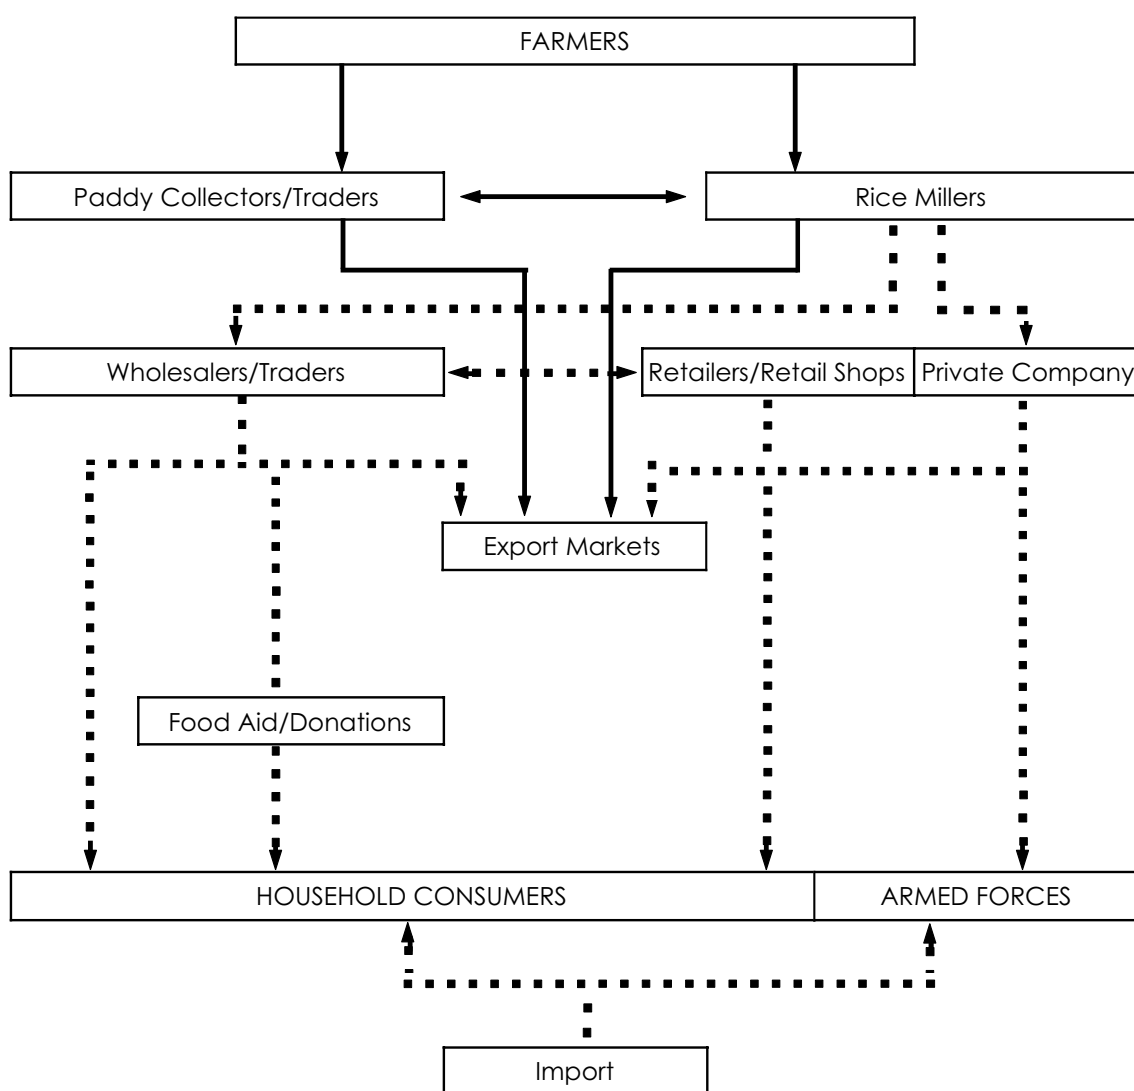 FARMERS
Paddy Collectors/Traders
Rice Millers
Wholesalers/Traders
Retailers/Retail Shops
Private Company
Export Markets
Food Aid/Donations
HOUSEHOLD CONSUMERS
ARMED FORCES
Import